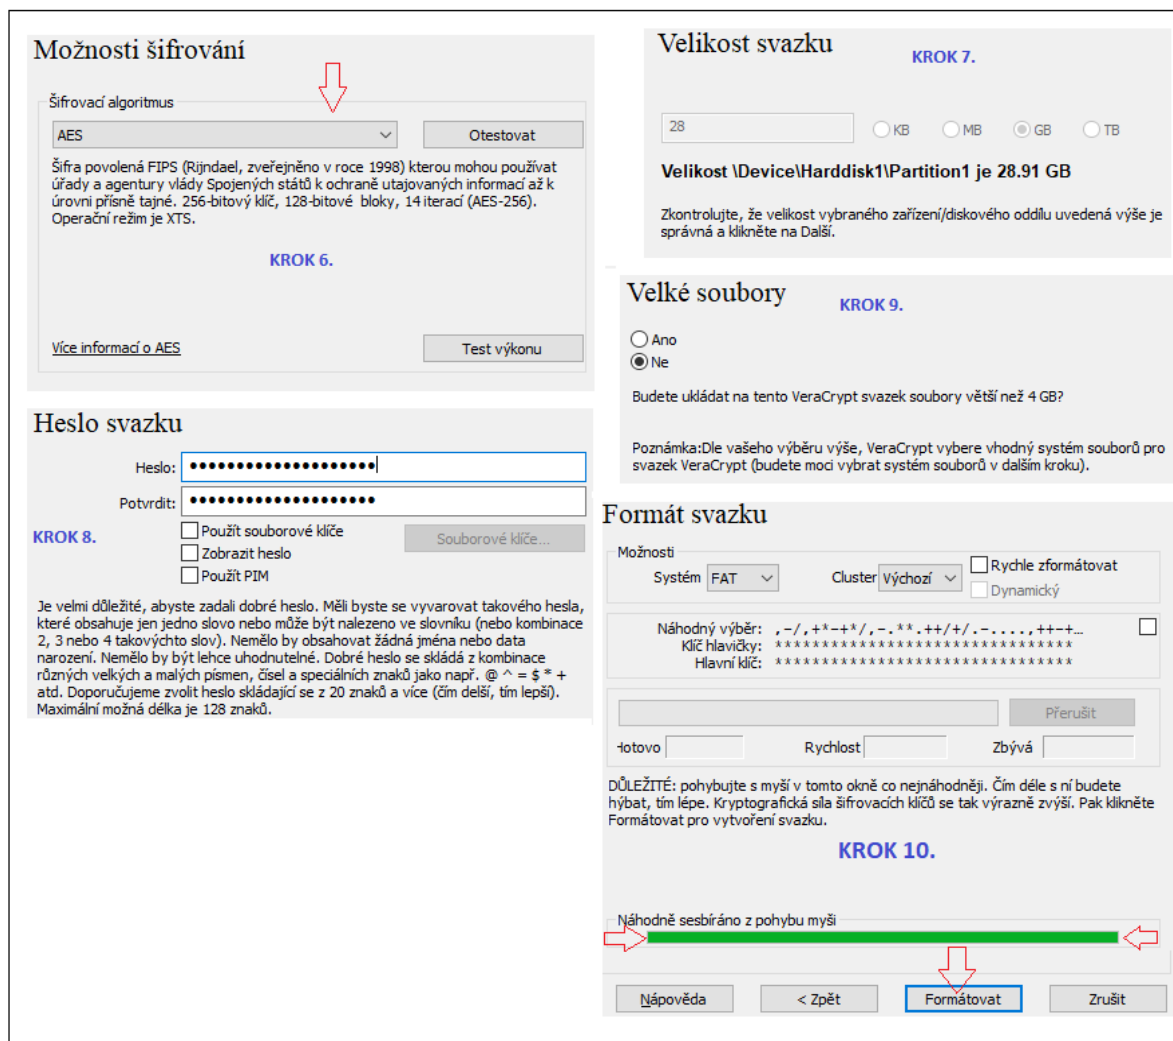 Možnosti šifrování
Šifrovací algoritmus
AES
Otestovat
Šifra povolená FIPS (Rijndael, zveřejněno v roce 1998) kterou mohou používat
úřady a agentury vlády Spojených států k ochraně utajovaných informací až k
úrovni přísně tajné. 256-bitový klíč, 128-bitové bloky, 14 iterací (AES-256).
Operační režim je XTS.
KROK 6.
Více informací o AES
Test výkonu
Velikost svazku
KROK 7.
28
KB
MB
GB
TB
Velikost \Device\Harddisk1\Partition1 je 28.91 GB
Zkontrolujte, že velikost vybraného zařízení/diskového oddílu uvedená výše je
správná a klikněte na Další.
Heslo svazku
Heslo: ••••••••••••••••••••
Potvrdit: ••••••••••••••••••••
KROK 8.
Použít souborové klíče
Souborové klíče...
Zobrazit heslo
Použít PIM
Je velmi důležité, abyste zadali dobré heslo. Měli byste se vyvarovat takového hesla,
které obsahuje jen jedno slovo nebo může být nalezeno ve slovníku (nebo kombinace
2, 3 nebo 4 takovýchto slov). Nemělo by obsahovat žádná jména nebo data
narození. Nemělo by být lehce uhodnutelné. Dobré heslo se skládá z kombinace
různých velkých a malých písmen, čísel a speciálních znaků jako např. @ ^ = $ * +
atd. Doporučujeme zvolit heslo skládající se z 20 znaků a více (čím delší, tím lepší).
Maximální možná délka je 128 znaků.
Velké soubory
KROK 9.
Ano
Ne
Budete ukládat na tento VeraCrypt svazek soubory větší než 4 GB?
Poznámka:Dle vašeho výběru výše, VeraCrypt vybere vhodný systém souborů pro
svazek VeraCrypt (budete moci vybrat systém souborů v dalším kroku).
Formát svazku
Možnosti
Systém FAT
Cluster Výchozí
Rychle zformátovat
Dynamický
Náhodný výběr: ,-/,+*-+*/,-.**.++/+/.-....,++-+…
Klíč hlavičky: ********************************
Hlavní klíč: ********************************
Přerušit
Hotovo
Rychlost
Zbývá
DŮLEŽITÉ: pohybujte s myší v tomto okně co nejnáhodněji. Čím déle s ní budete
hýbat, tím lépe. Kryptografická síla šifrovacích klíčů se tak výrazně zvýší. Pak klikněte
Formátovat pro vytvoření svazku.
KROK 10.
Náhodně sesbíráno z pohybu myši
Nápověda
< Zpět
Formátovat
Zrušit